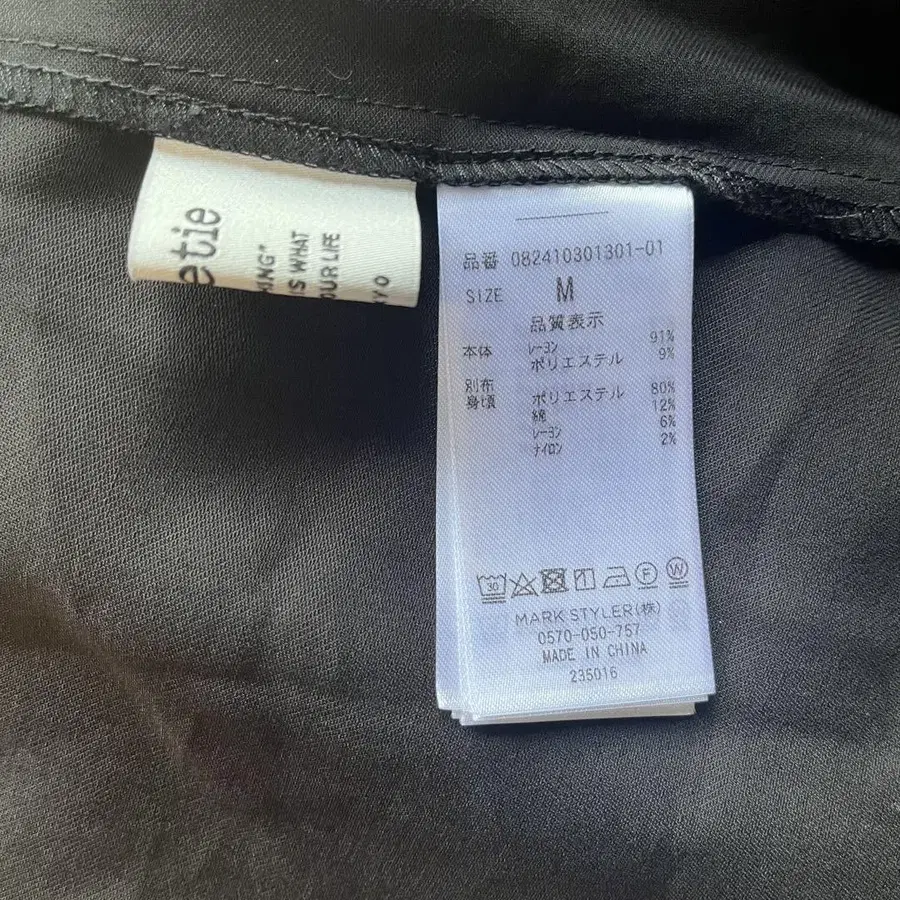 etie
KING"
IS WHAT
OUR LIFE
YO
品番 082410301301-01
SIZE M
品質表示
本体 レーヨン 91%
ポリエステル 9%
別布
身頃 ポリエステル 80%
綿 12%
レーヨン 6%
ナイロン 2%
30 F W
MARK STYLER(株)
0570-050-757
MADE IN CHINA
235016